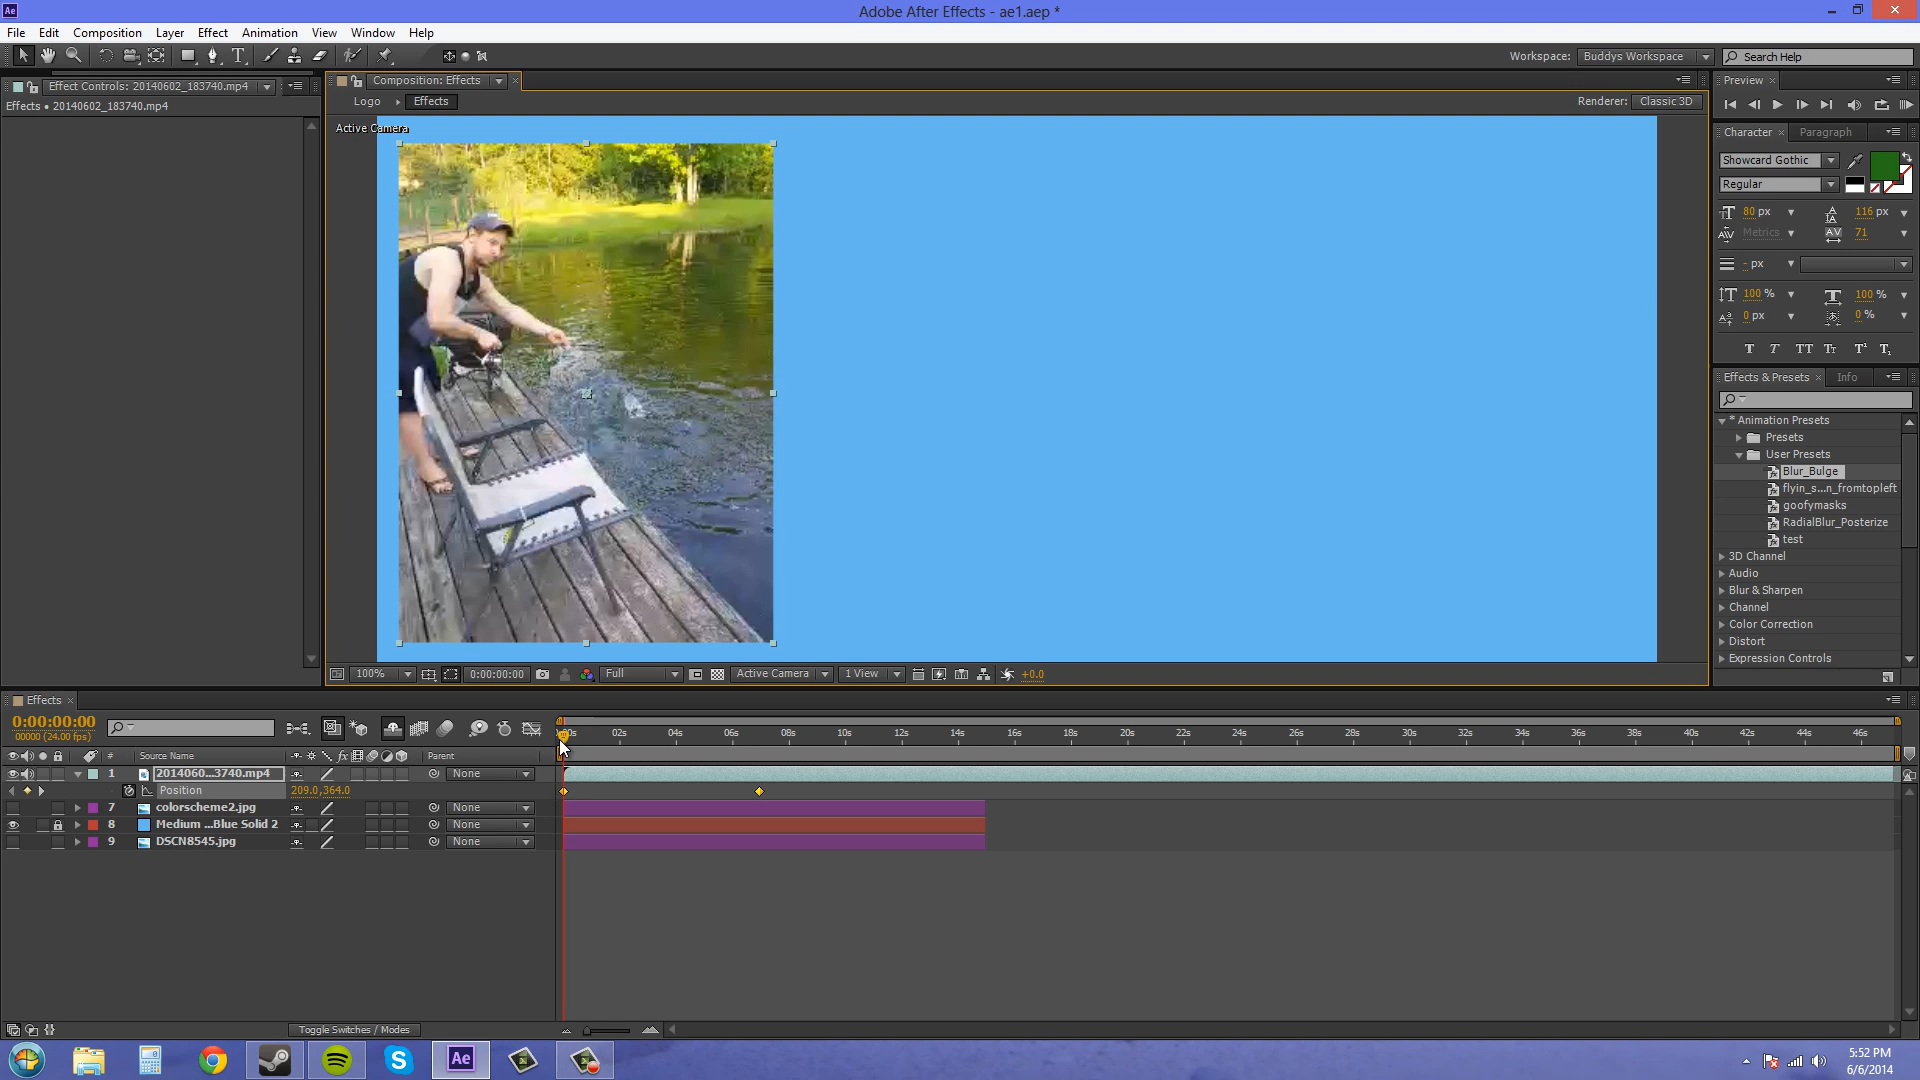 Adobe After Effects - ae1.aep *
File Edit Composition Layer Effect Animation View Window Help
Workspace: Buddys Workspace Search Help
Effect Controls: 20140602_183740.mp4
Effects • 20140602_183740.mp4
Composition: Effects
Logo Effects
Renderer: Classic 3D
Active Camera
Preview
Character Paragraph
Showcard Gothic
Regular
80 px 116 px
Metrics 71
- px
100 % 100 %
0 px 0 %
T T TT Tт T¹ T,
Effects & Presets Info
* Animation Presets
Presets
User Presets
Blur_Bulge
flyin_s...n_fromtopleft
goofymasks
RadialBlur_Posterize
test
3D Channel
Audio
Blur & Sharpen
Channel
Color Correction
Distort
Expression Controls
100% 0:00:00:00 Full Active Camera 1 View +0.0
Effects
0:00:00:00
00000 (24.00 fps)
02s 04s 06s 08s 10s 12s 14s 16s 18s 20s 22s 24s 26s 28s 30s 32s 34s 36s 38s 40s 42s 44s 46s
# Source Name fx Parent
1 2014060...3740.mp4 None
Position 209.0,364.0
7 colorscheme2.jpg None
8 Medium ...Blue Solid 2 None
9 DSCN8545.jpg None
Toggle Switches / Modes
Ae
5:52 PM
6/6/2014